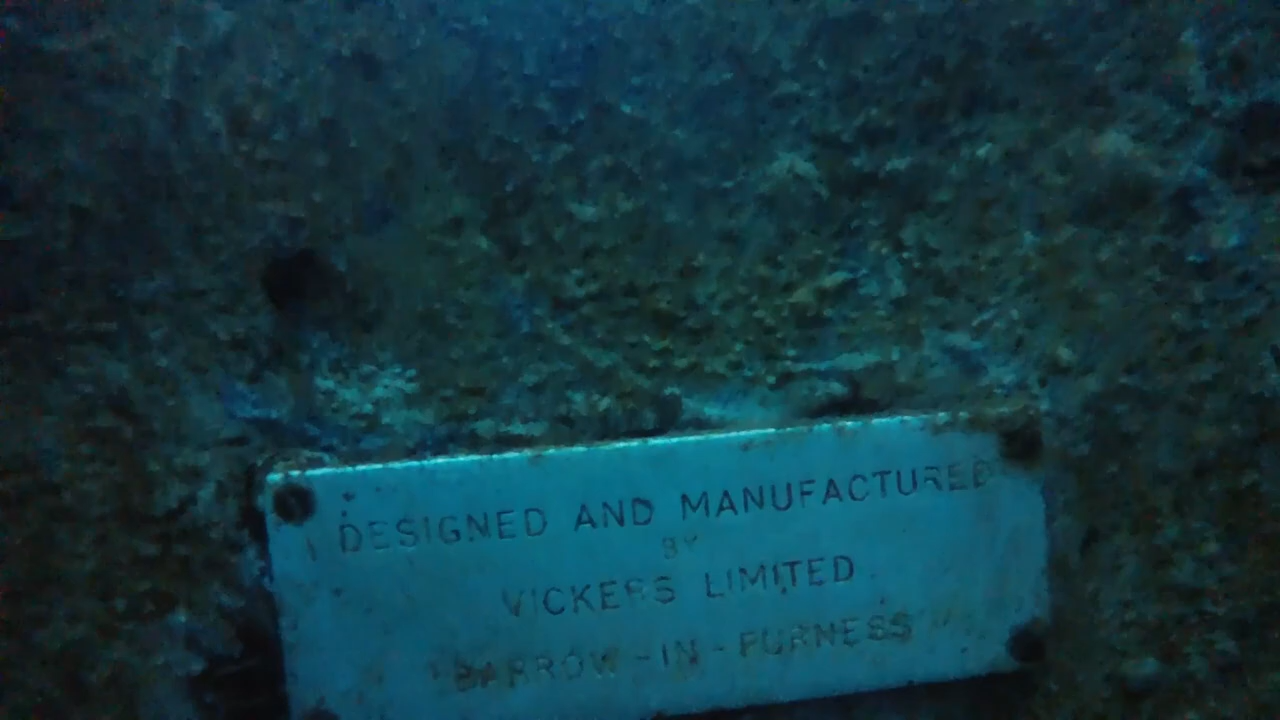 DESIGNED AND MANUFACTURED
BY
VICKERS LIMITED
BARROW-IN-FURNESS